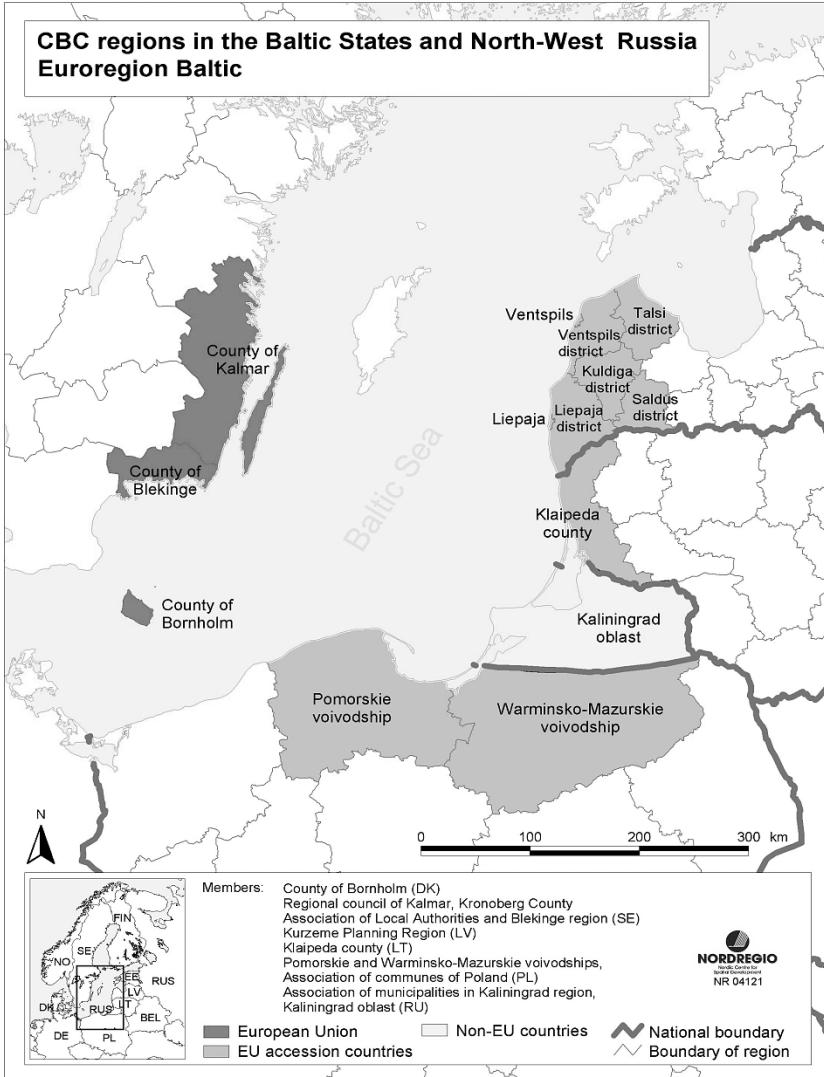 CBC regions in the Baltic States and North-West Russia
Euroregion Baltic
Ventspils
Talsi
district
Ventspils
district
County of
Kalmar
Kuldiga
district
Saldus
district
Liepaja
Liepaja
district
County of
Blekinge
Baltic Sea
Klaipeda
county
County of
Bornholm
Kaliningrad
oblast
Pomorskie
voivodship
Warminsko-Mazurskie
voivodship
N
0 100 200 300 km
Members: County of Bornholm (DK)
Regional council of Kalmar, Kronoberg County
Association of Local Authorities and Blekinge region (SE)
Kurzeme Planning Region (LV)
Klaipeda county (LT)
Pomorskie and Warminsko-Mazurskie voivodships,
Association of communes of Poland (PL)
Association of municipalities in Kaliningrad region,
Kaliningrad oblast (RU)
FIN
SE
NO
EE
RUS
LV
DK
LT
RUS
BEL
DE
PL
NORDREGIO
Nordic Centre for
Spatial Development
NR 04121
European Union
Non-EU countries
National boundary
EU accession countries
Boundary of region